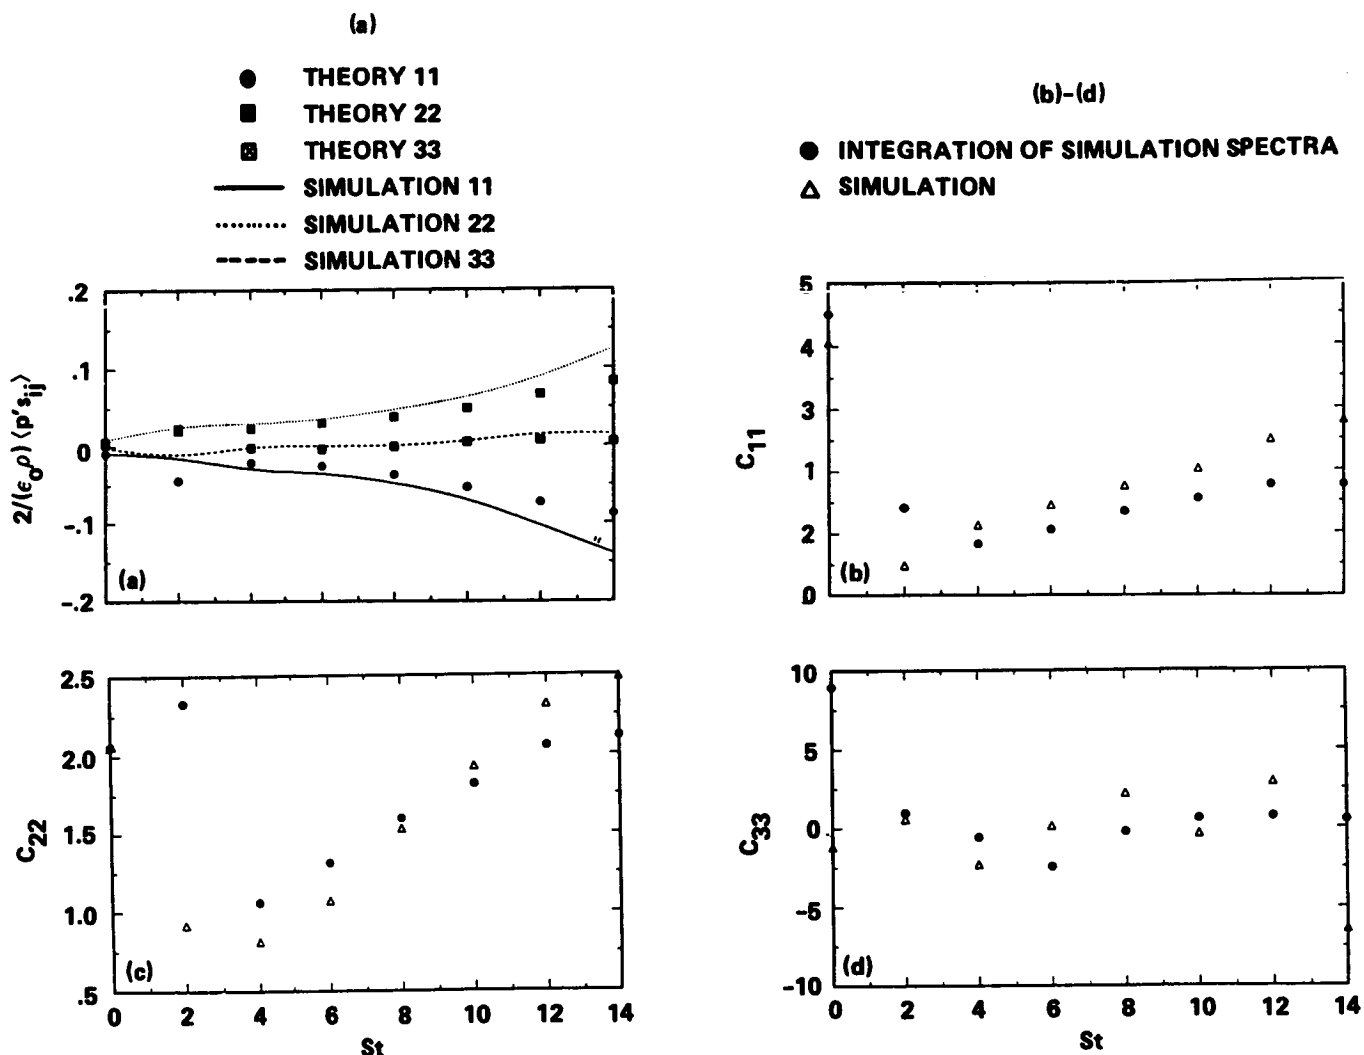 (a)
THEORY 11
THEORY 22
THEORY 33
SIMULATION 11
SIMULATION 22
SIMULATION 33
(b)-(d)
INTEGRATION OF SIMULATION SPECTRA
SIMULATION
.2
.1
0
-.1
-.2
2/(ϵ₀ρ) ⟨p's_ij⟩
(a)
5
4
3
1
2
0
C11
(b)
2.5
2.0
1.5
1.0
.5
C22
(c)
0 2 4 6 8 10 12 14
St
10
5
0
-5
-10
C33
(d)
0 2 4 6 8 10 12 14
St